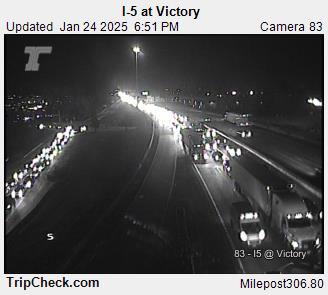 I-5 at Victory
Updated Jan 24 2025 6:51 PM Camera 83
T
S
83 - I5 @ Victory
TripCheck.com Milepost306.80